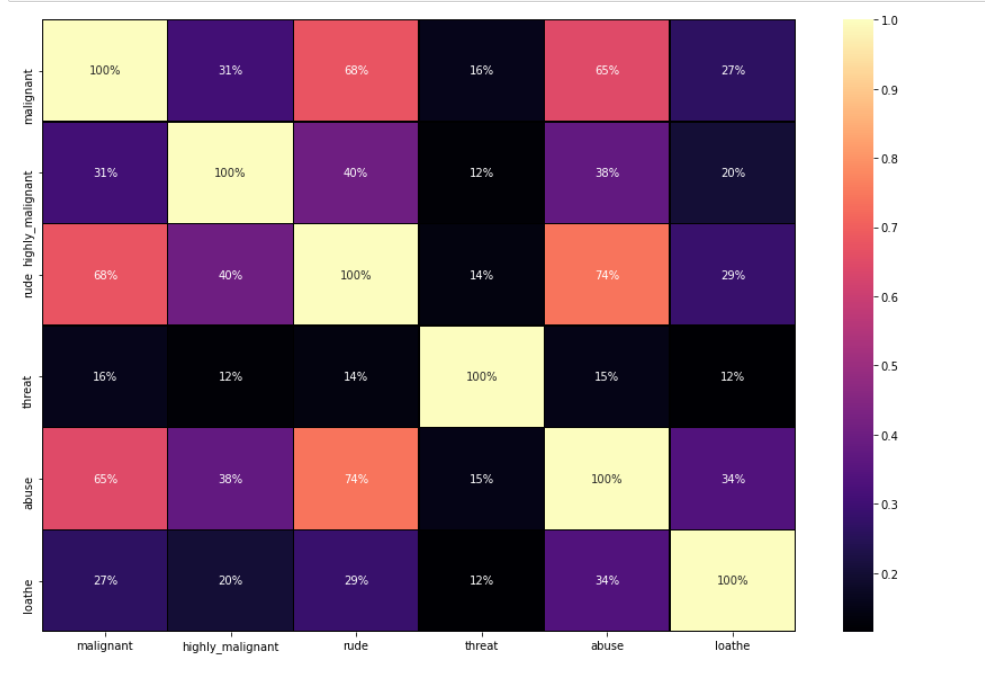 malignant 100% 31% 68% 16% 65% 27%
highly_malignant 31% 100% 40% 12% 38% 20%
rude 68% 40% 100% 14% 74% 29%
threat 16% 12% 14% 100% 15% 12%
abuse 65% 38% 74% 15% 100% 34%
loathe 27% 20% 29% 12% 34% 100%
malignant highly_malignant rude threat abuse loathe
1.0
0.9
0.8
0.7
0.6
0.5
0.4
0.3
0.2